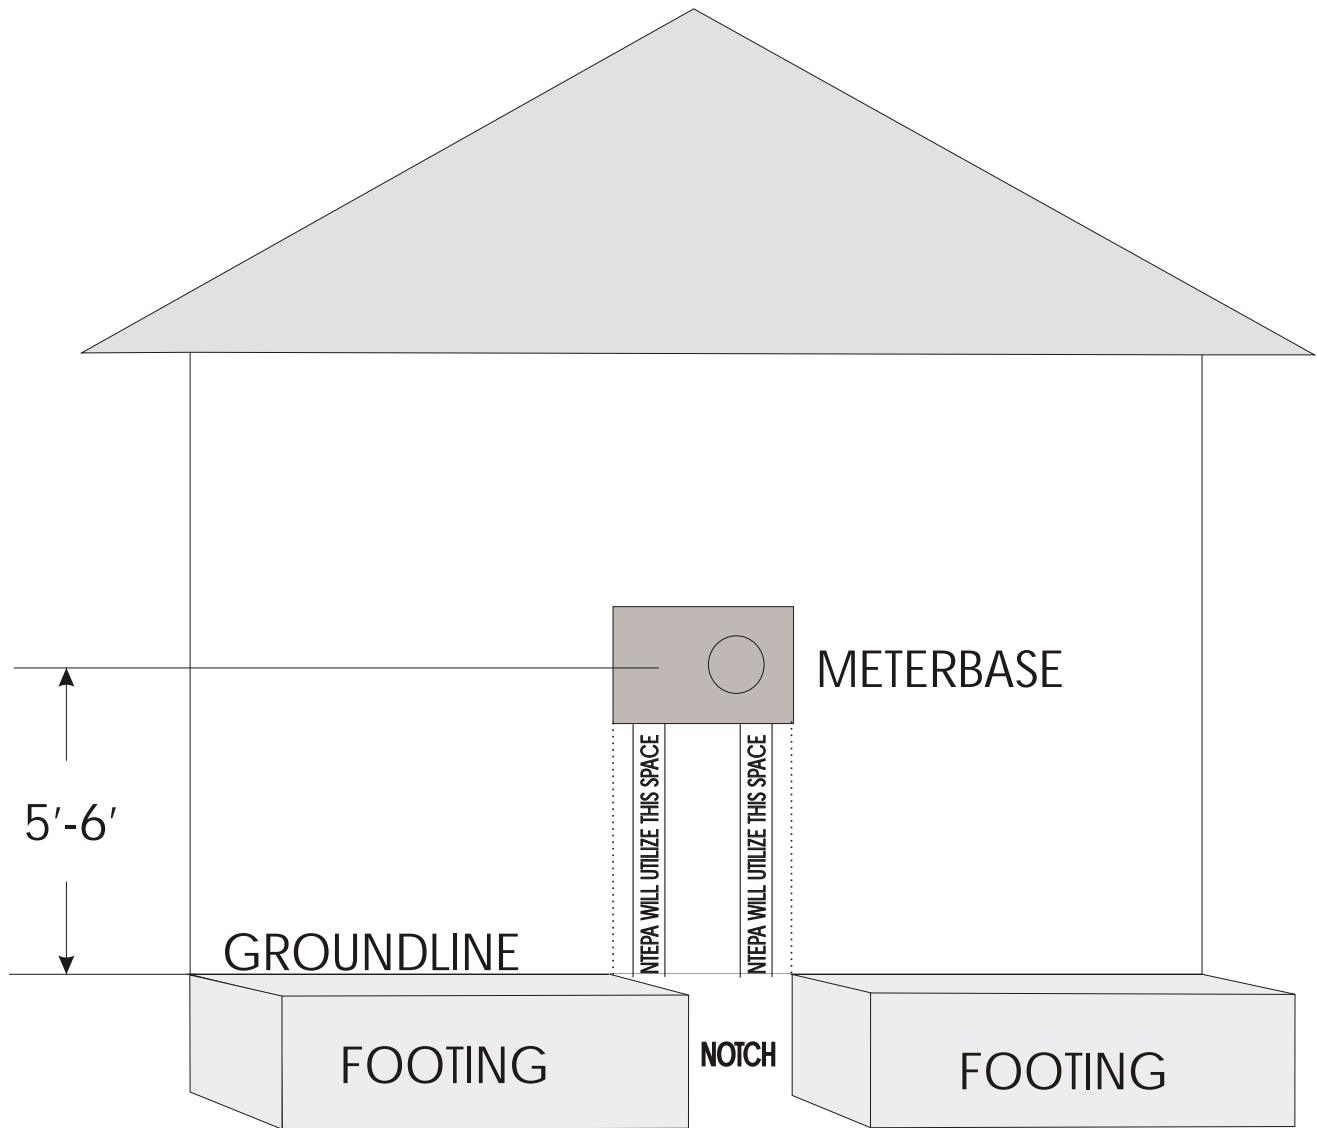 METERBASE
NTEPA WILL UTILIZE THIS SPACE
NTEPA WILL UTILIZE THIS SPACE
5'-6'
GROUNDLINE
FOOTING
NOTCH
FOOTING